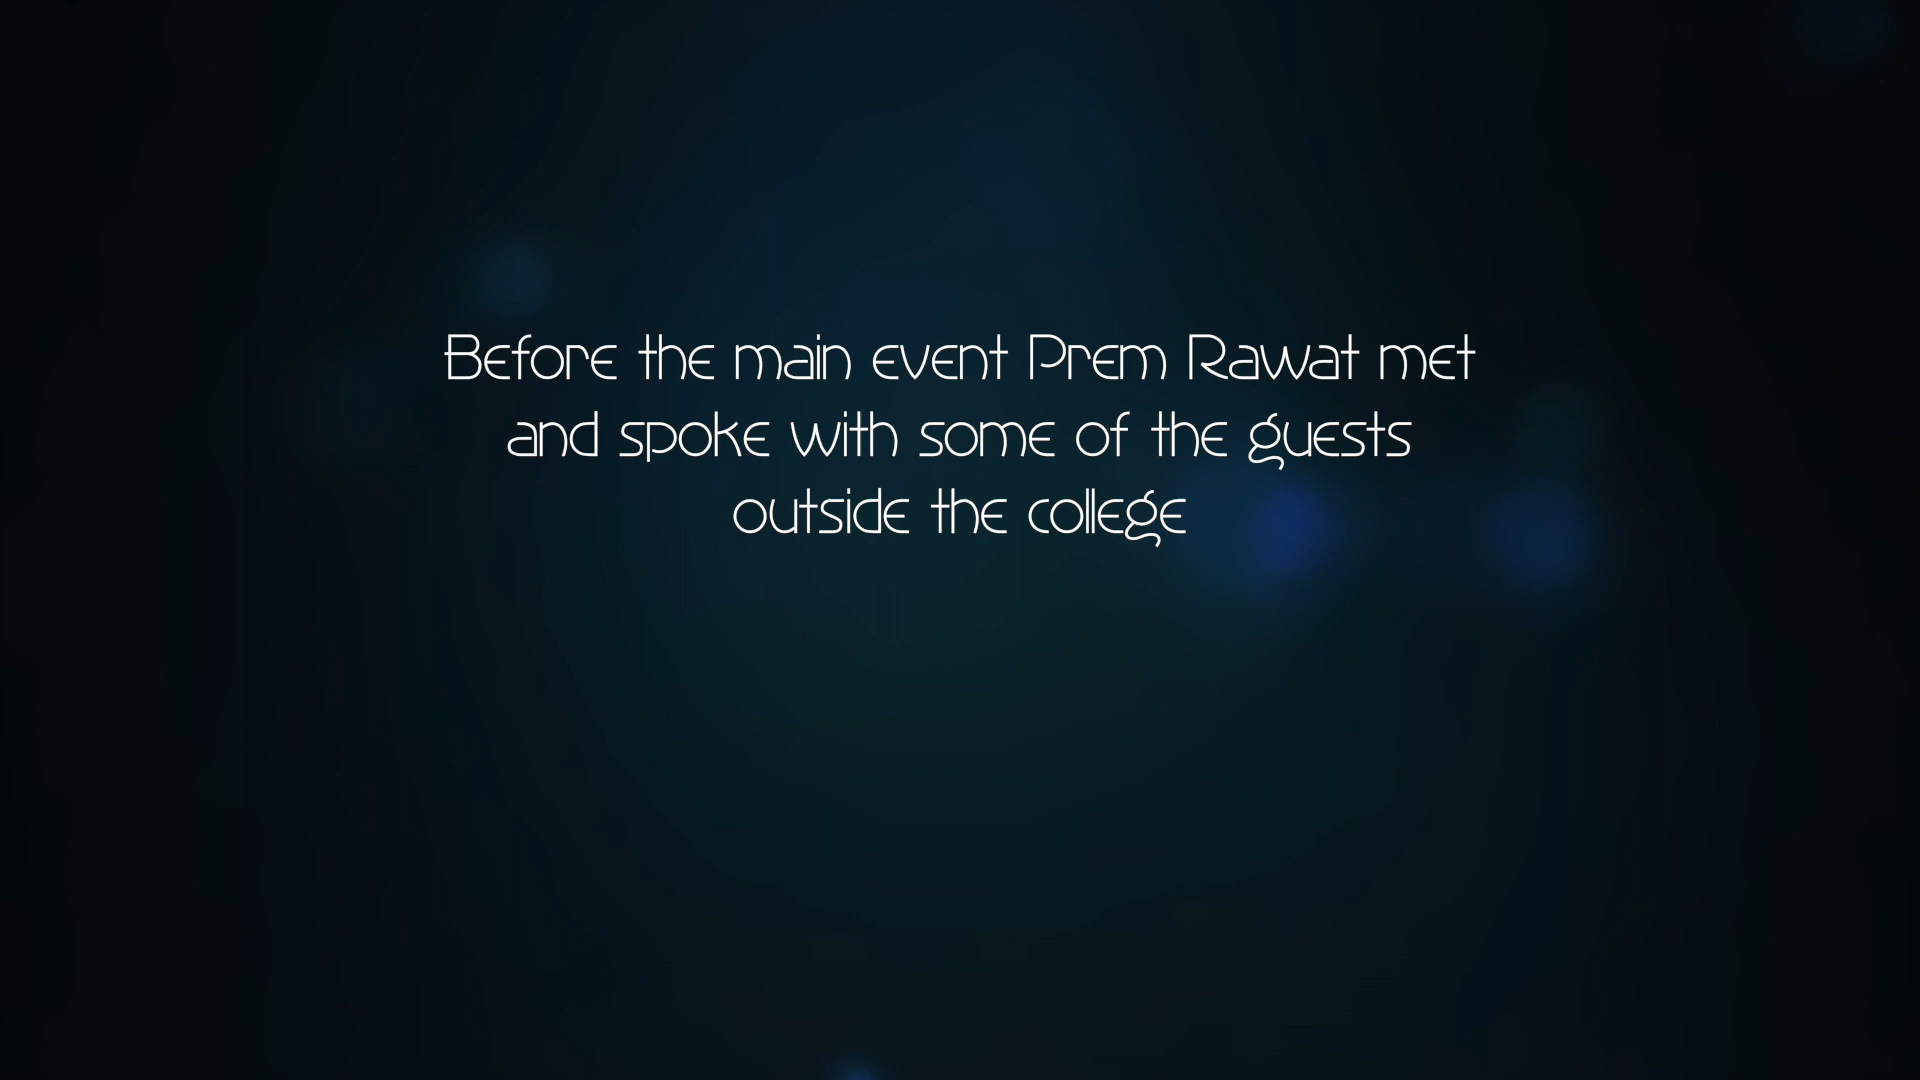 Before the main event Prem Rawat met
and spoke with some of the guests
outside the college